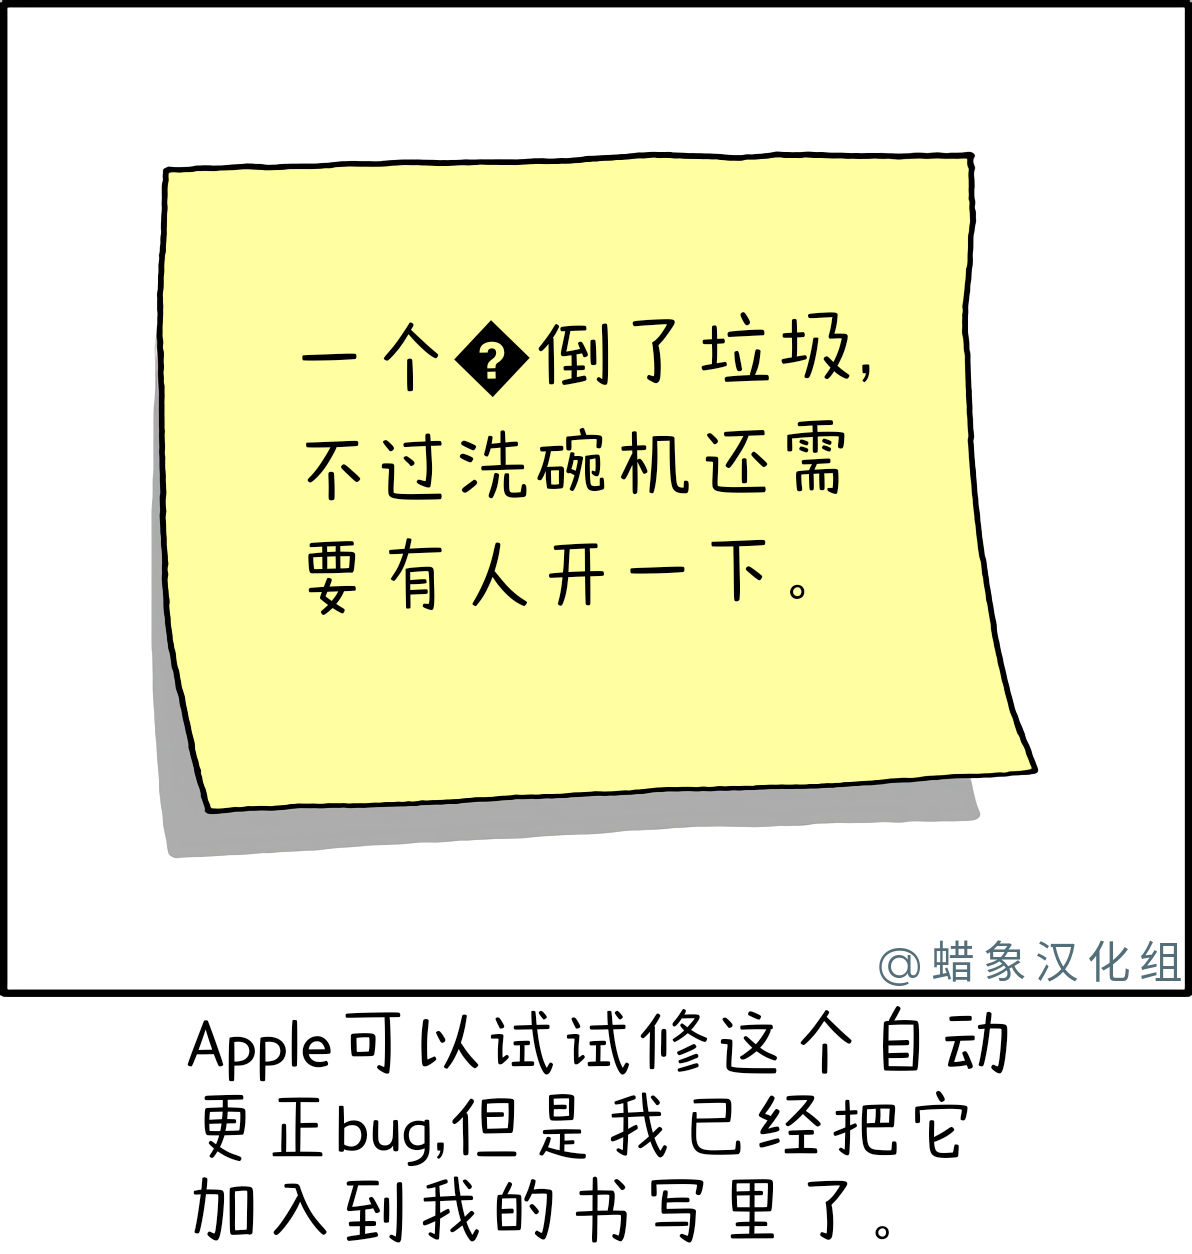 一个�倒了垃圾,
不过洗碗机还需
要有人开一下。
@蜡象汉化组
Apple可以试试修这个自动
更正bug,但是我已经把它
加入到我的书写里了。